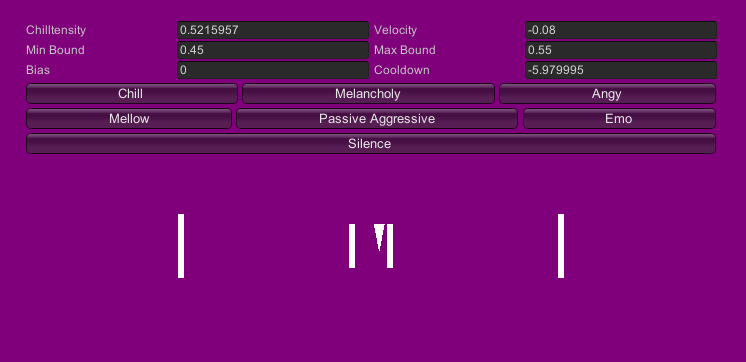 Chilltensity 0.5215957 Velocity -0.08
Min Bound 0.45 Max Bound 0.55
Bias 0 Cooldown -5.979995
Chill Melancholy Angy
Mellow Passive Aggressive Emo
Silence